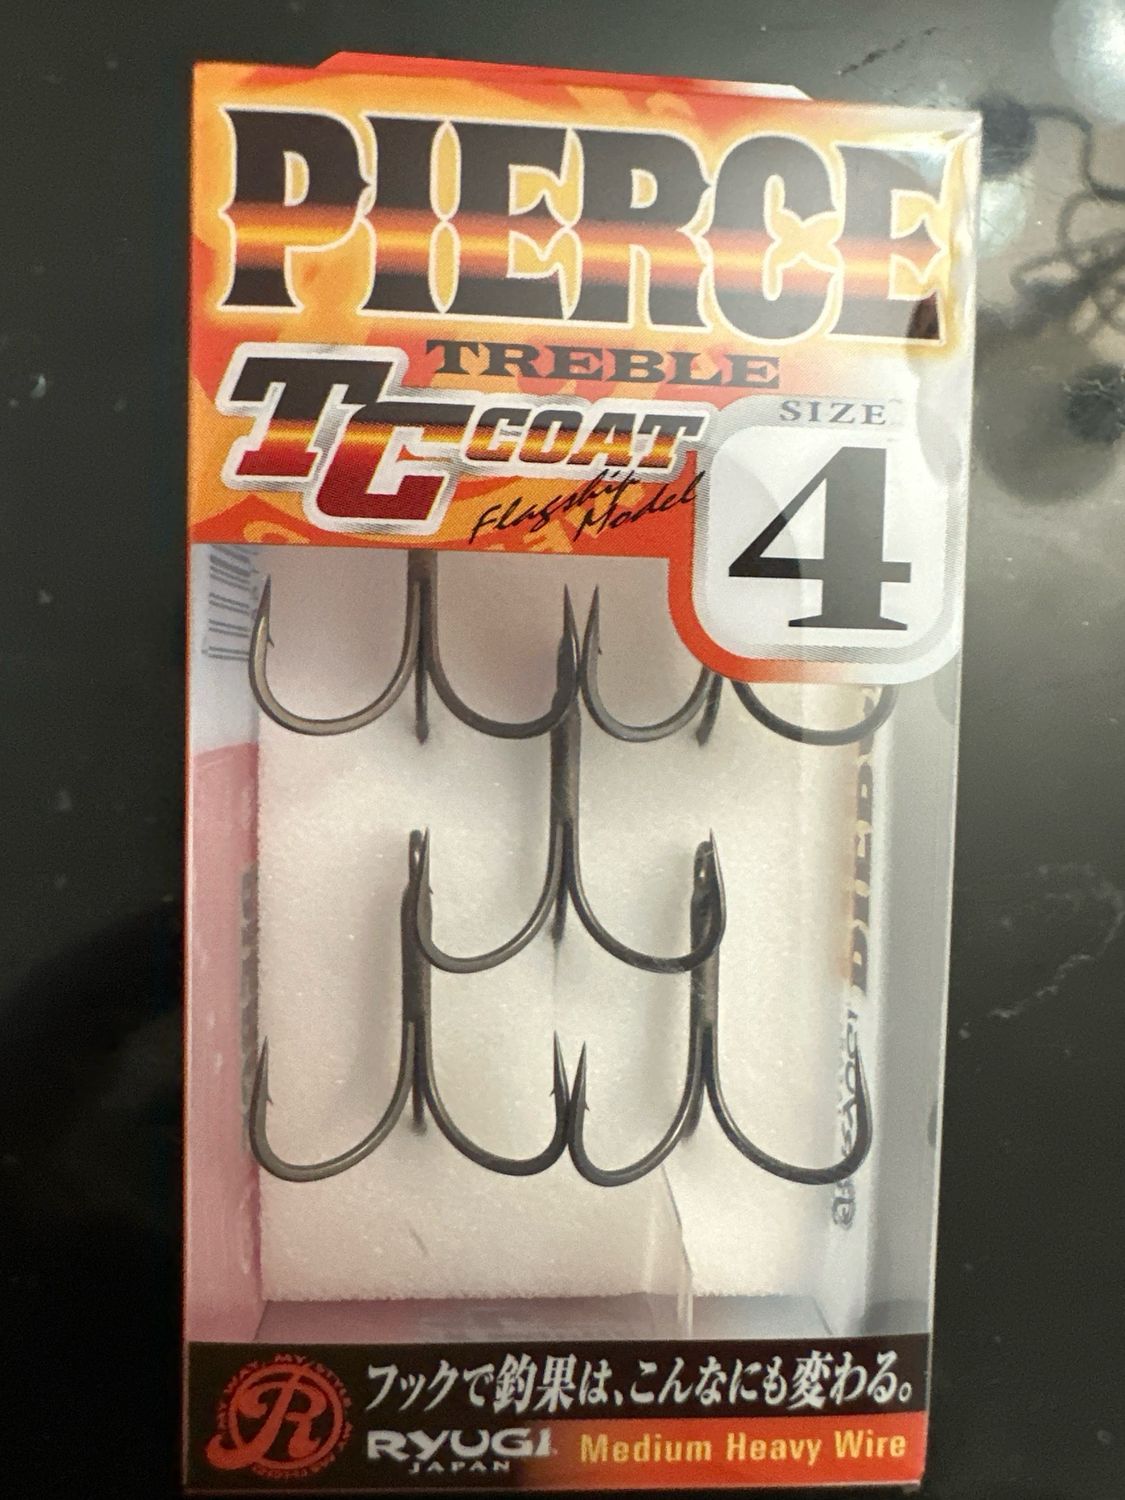 PIERCE
TREBLE
TC COAT
Flagship
Model
SIZE
4
フックで釣果は、こんなにも変わる。
RYUGI
JAPAN
Medium Heavy Wire